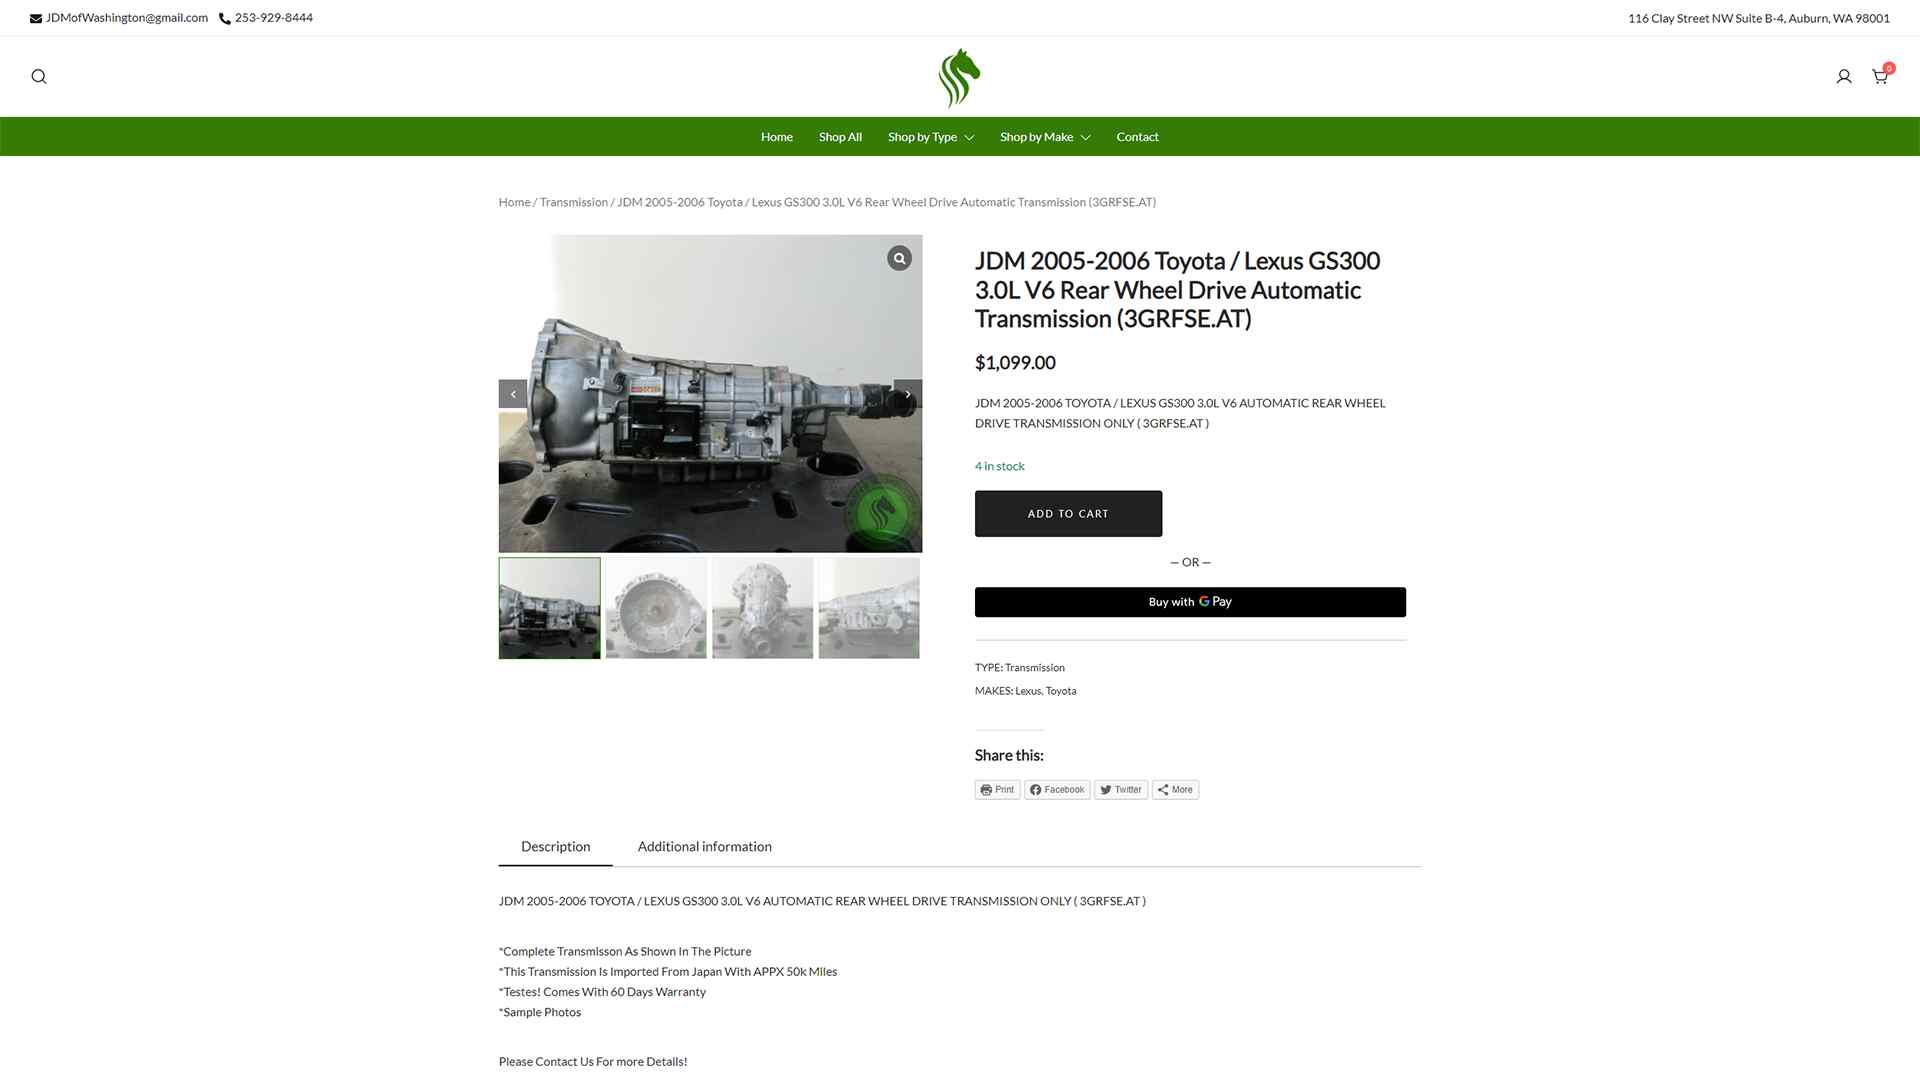 JDMofWashington@gmail.com 253-929-8444
116 Clay Street NW Suite B-4, Auburn, WA 98001
0
Home Shop All Shop by Type Shop by Make Contact
Home / Transmission / JDM 2005-2006 Toyota / Lexus GS300 3.0L V6 Rear Wheel Drive Automatic Transmission (3GRFSE.AT)
JDM 2005-2006 Toyota / Lexus GS300
3.0L V6 Rear Wheel Drive Automatic
Transmission (3GRFSE.AT)
$1,099.00
JDM 2005-2006 TOYOTA / LEXUS GS300 3.0L V6 AUTOMATIC REAR WHEEL
DRIVE TRANSMISSION ONLY ( 3GRFSE.AT )
4 in stock
ADD TO CART
— OR —
Buy with G Pay
TYPE: Transmission
MAKES: Lexus, Toyota
Share this:
Print Facebook Twitter More
Description Additional information
JDM 2005-2006 TOYOTA / LEXUS GS300 3.0L V6 AUTOMATIC REAR WHEEL DRIVE TRANSMISSION ONLY ( 3GRFSE.AT )
*Complete Transmisson As Shown In The Picture
*This Transmission Is Imported From Japan With APPX 50k Miles
*Testes! Comes With 60 Days Warranty
*Sample Photos
Please Contact Us For more Details!